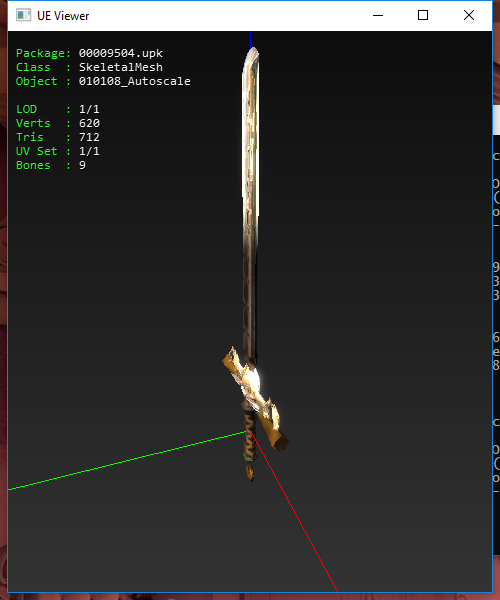 UE Viewer
Package: 00009504.upk
Class : SkeletalMesh
Object : 010108_Autoscale
LOD : 1/1
Verts : 620
Tris : 712
UV Set : 1/1
Bones : 9